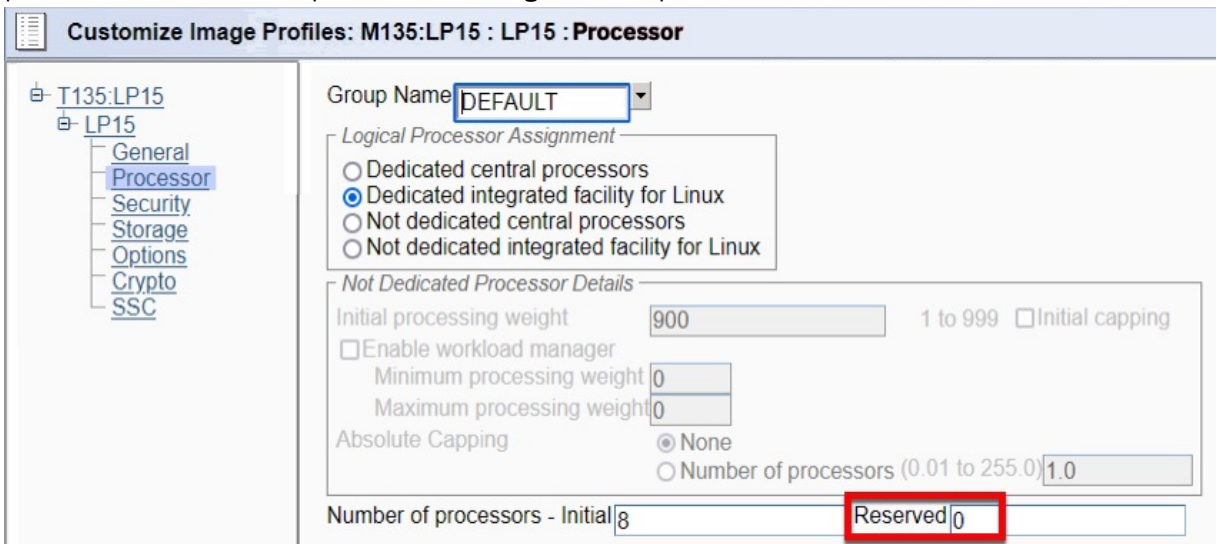 Customize Image Profiles: M135:LP15 : LP15 : Processor
T135:LP15
LP15
General
Processor
Security
Storage
Options
Crypto
SSC
Group Name DEFAULT
Logical Processor Assignment
Dedicated central processors
Dedicated integrated facility for Linux
Not dedicated central processors
Not dedicated integrated facility for Linux
Not Dedicated Processor Details
Initial processing weight 900 1 to 999 Initial capping
Enable workload manager
Minimum processing weight 0
Maximum processing weight 0
Absolute Capping None
Number of processors (0.01 to 255.0) 1.0
Number of processors - Initial 8 Reserved 0